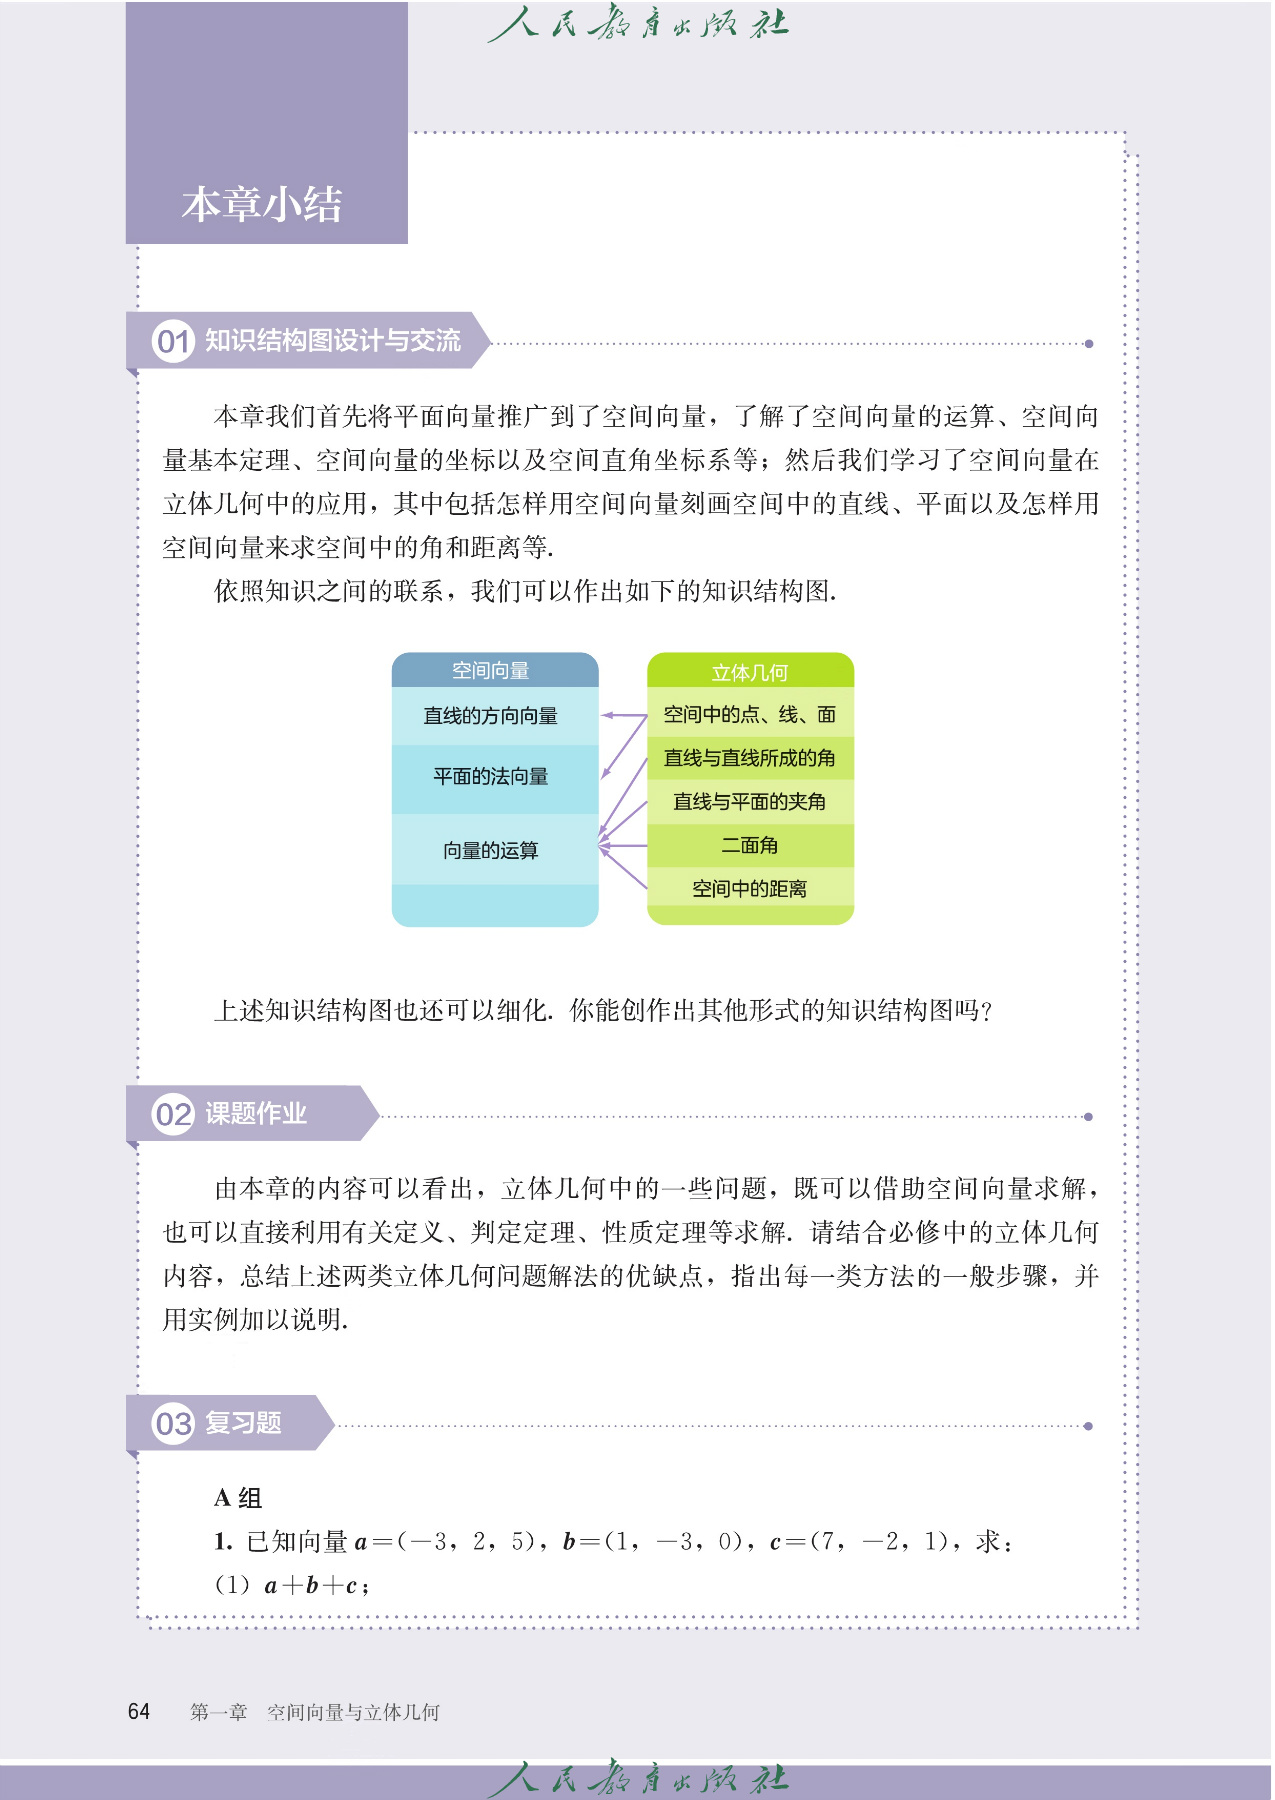 人民教育出版社
本章小结
01 知识结构图设计与交流
本章我们首先将平面向量推广到了空间向量，了解了空间向量的运算、空间向
量基本定理、空间向量的坐标以及空间直角坐标系等；然后我们学习了空间向量在
立体几何中的应用，其中包括怎样用空间向量刻画空间中的直线、平面以及怎样用
空间向量来求空间中的角和距离等.
依照知识之间的联系，我们可以作出如下的知识结构图.
空间向量
直线的方向向量
平面的法向量
向量的运算
立体几何
空间中的点、线、面
直线与直线所成的角
直线与平面的夹角
二面角
空间中的距离
上述知识结构图也还可以细化. 你能创作出其他形式的知识结构图吗？
02 课题作业
由本章的内容可以看出，立体几何中的一些问题，既可以借助空间向量求解，
也可以直接利用有关定义、判定定理、性质定理等求解. 请结合必修中的立体几何
内容，总结上述两类立体几何问题解法的优缺点，指出每一类方法的一般步骤，并
用实例加以说明.
03 复习题
A 组
1. 已知向量 a＝(－3，2，5)，b＝(1，－3，0)，c＝(7，－2，1)，求：
(1) a＋b＋c；
64 第一章 空间向量与立体几何
人民教育出版社